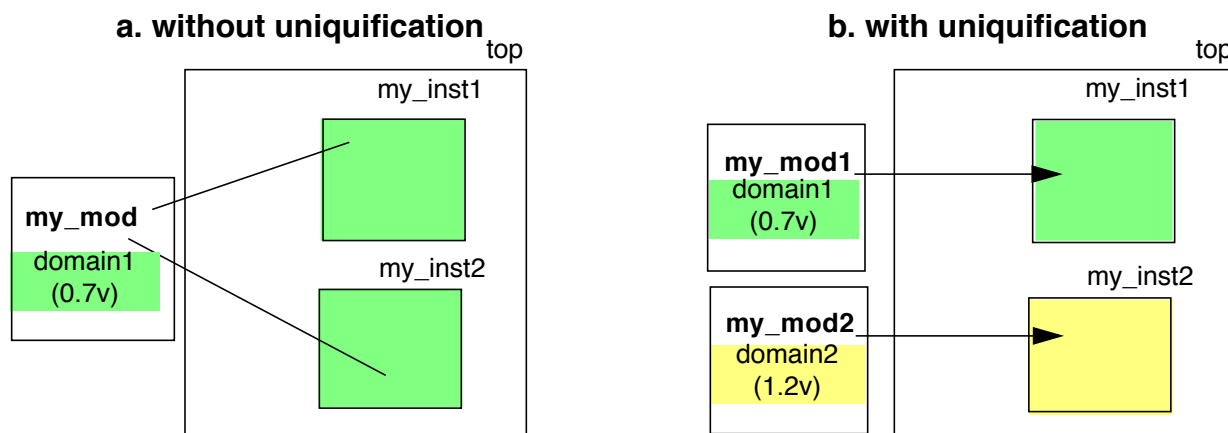 a. without uniquification
top
my_inst1
my_mod
domain1
(0.7v)
my_inst2
b. with uniquification
top
my_inst1
my_mod1
domain1
(0.7v)
my_inst2
my_mod2
domain2
(1.2v)